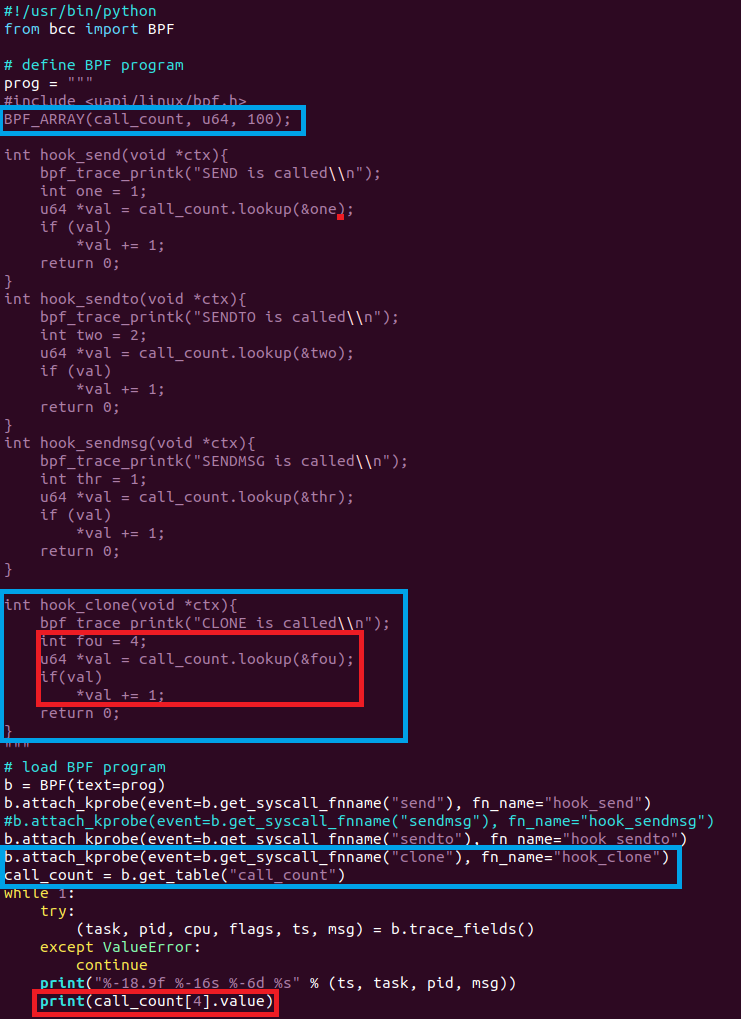 #!/usr/bin/python
from bcc import BPF
# define BPF program
prog = """
#include <uapi/linux/bpf.h>
BPF_ARRAY(call_count, u64, 100);
int hook_send(void *ctx){
    bpf_trace_printk("SEND is called\\n");
    int one = 1;
    u64 *val = call_count.lookup(&one);
    if (val)
        *val += 1;
    return 0;
}
int hook_sendto(void *ctx){
    bpf_trace_printk("SENDTO is called\\n");
    int two = 2;
    u64 *val = call_count.lookup(&two);
    if (val)
        *val += 1;
    return 0;
}
int hook_sendmsg(void *ctx){
    bpf_trace_printk("SENDMSG is called\\n");
    int thr = 1;
    u64 *val = call_count.lookup(&thr);
    if (val)
        *val += 1;
    return 0;
}
int hook_clone(void *ctx){
    bpf_trace_printk("CLONE is called\\n");
    int fou = 4;
    u64 *val = call_count.lookup(&fou);
    if(val)
        *val += 1;
    return 0;
}
"""
# load BPF program
b = BPF(text=prog)
b.attach_kprobe(event=b.get_syscall_fnname("send"), fn_name="hook_send")
#b.attach_kprobe(event=b.get_syscall_fnname("sendmsg"), fn_name="hook_sendmsg")
b.attach_kprobe(event=b.get_syscall_fnname("sendto"), fn_name="hook_sendto")
b.attach_kprobe(event=b.get_syscall_fnname("clone"), fn_name="hook_clone")
call_count = b.get_table("call_count")
while 1:
    try:
        (task, pid, cpu, flags, ts, msg) = b.trace_fields()
    except ValueError:
        continue
    print("%-18.9f %-16s %-6d %s" % (ts, task, pid, msg))
    print(call_count[4].value)